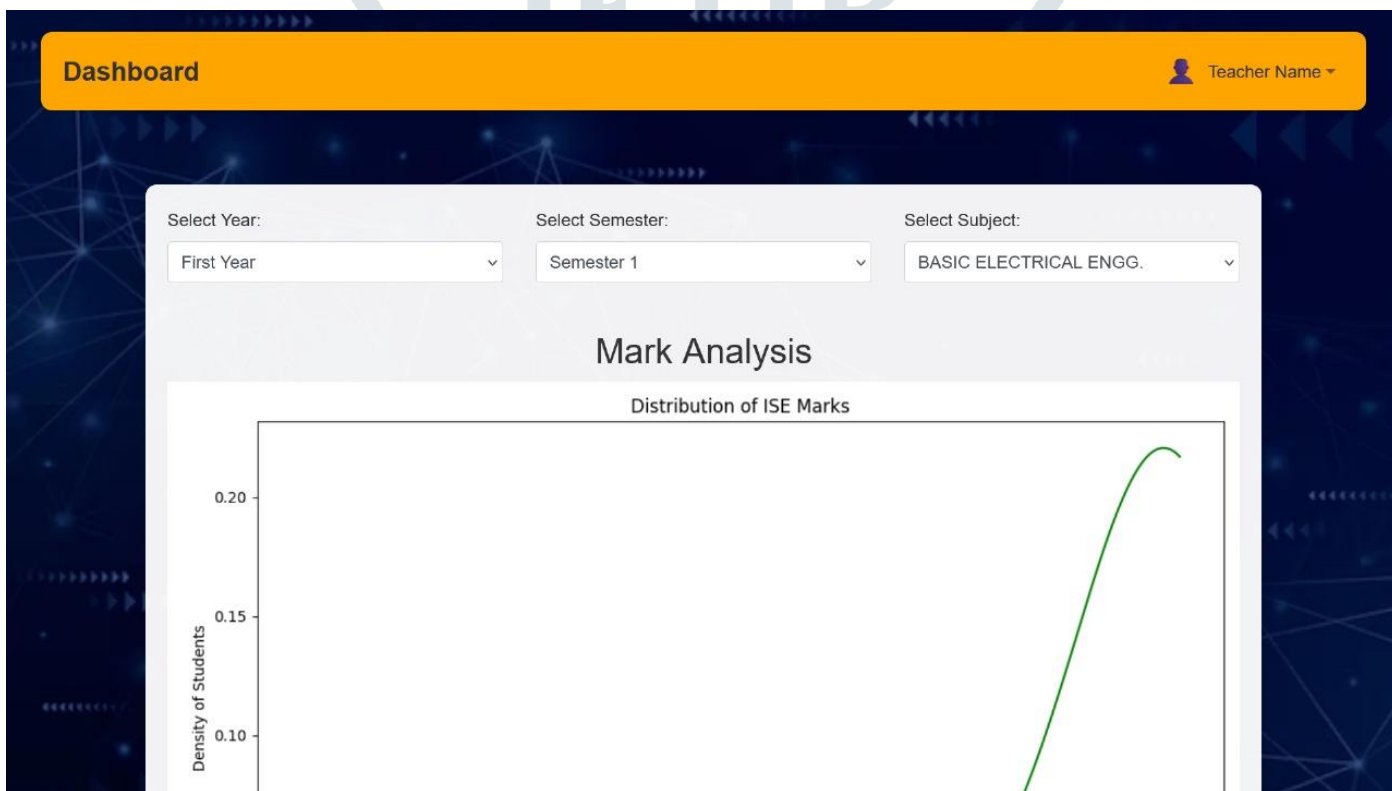 Dashboard
Teacher Name
Select Year:
Select Semester:
Select Subject:
First Year
Semester 1
BASIC ELECTRICAL ENGG.
Mark Analysis
Distribution of ISE Marks
0.20
0.15
0.10
Density of Students